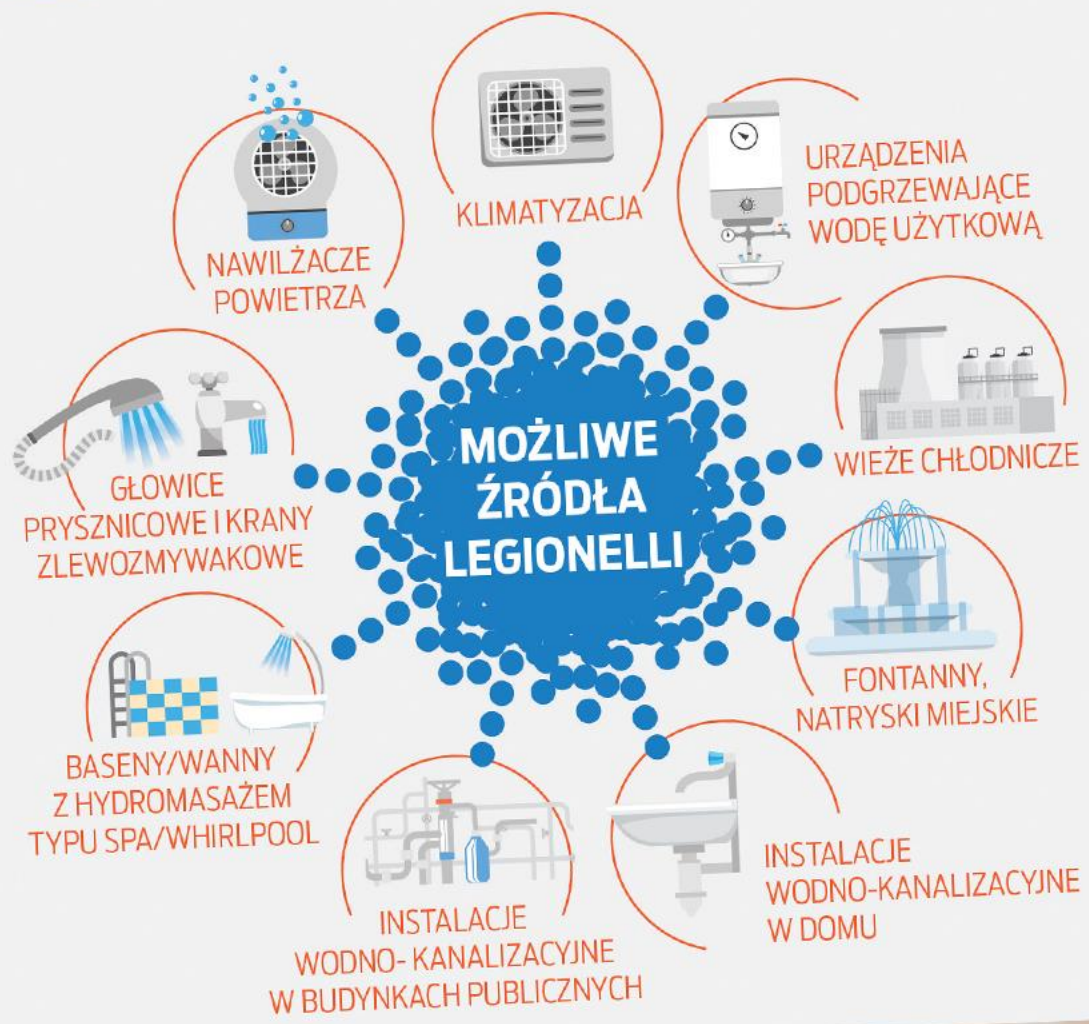 MOŻLIWE
ŹRÓDŁA
LEGIONELLI
KLIMATYZACJA
URZĄDZENIA
PODGRZEWAJĄCE
WODĘ UŻYTKOWĄ
WIEŻE CHŁODNICZE
FONTANNY,
NATRYSKI MIEJSKIE
INSTALACJE
WODNO-KANALIZACYJNE
W DOMU
INSTALACJE
WODNO- KANALIZACYJNE
W BUDYNKACH PUBLICZNYCH
BASENY/WANNY
Z HYDROMASAŻEM
TYPU SPA/WHIRLPOOL
GŁOWICE
PRYSZNICOWE I KRANY
ZLEWOZMYWAKOWE
NAWILŻACZE
POWIETRZA